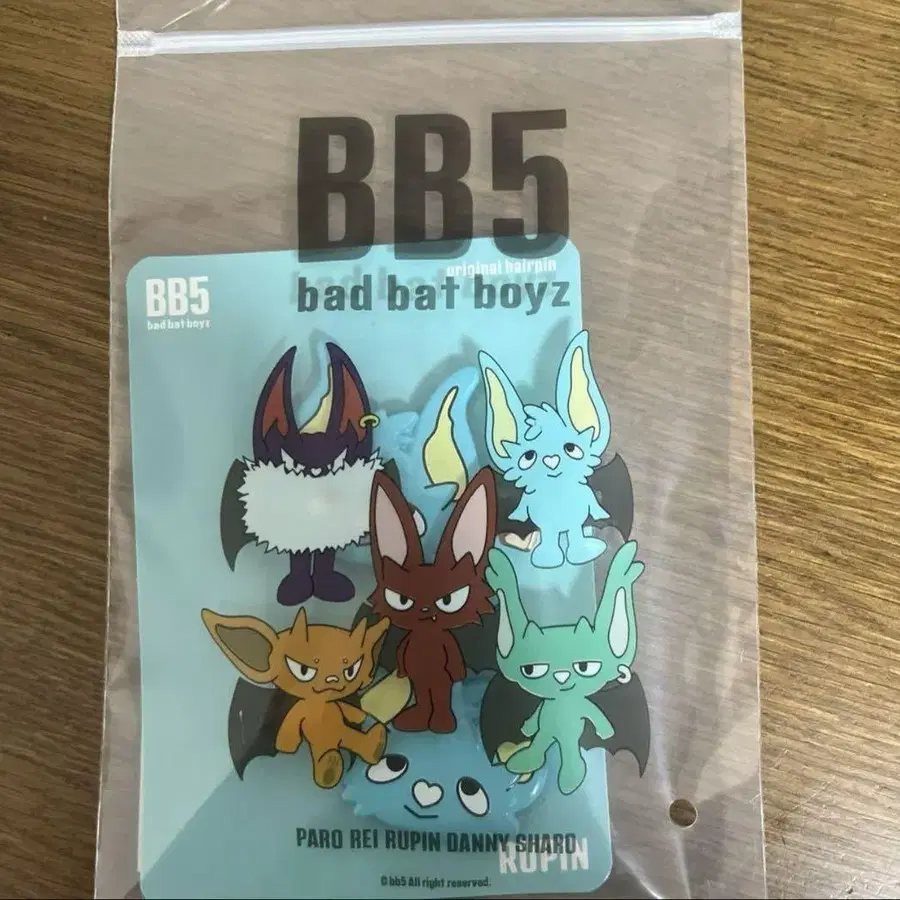 BB5
original hairpin
bad bat boyz
BB5
bad bat boyz
PARO REI RUPIN DANNY SHARO
RUPIN
© bb5 All right reserved.